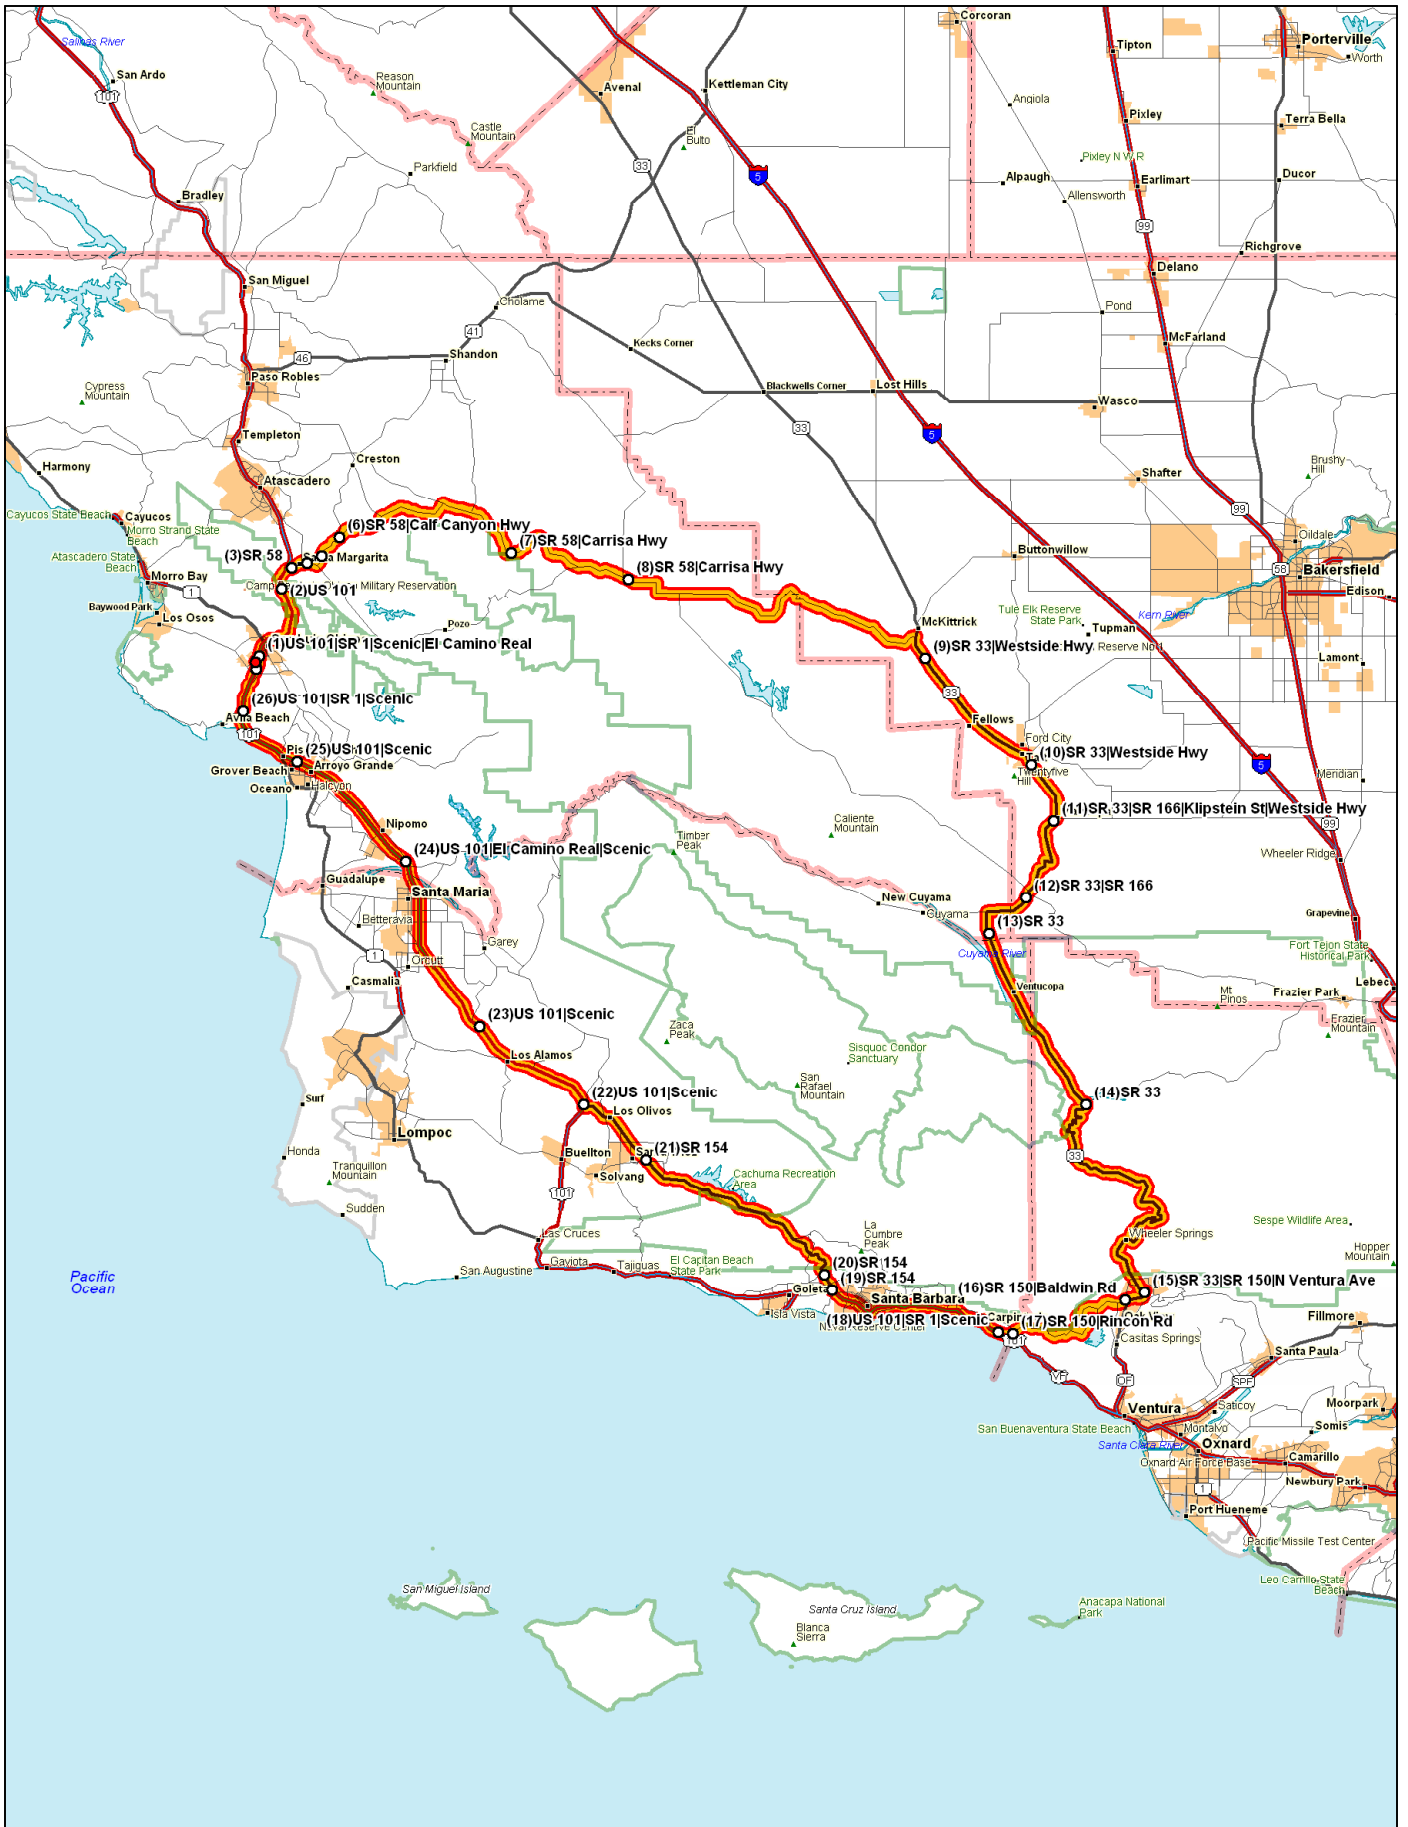 Salinas River
San Ardo
101
Reason
Mountain
Castle
Mountain
Parkfield
Bradley
Avenal
Kettleman City
El
Bulto
33
5
Corcoran
Tipton
Porterville
Worth
Angiola
Pixley
Terra Bella
Pixley N W R
Alpaugh
Earlimart
Ducor
Allensworth
99
Richgrove
Delano
San Miguel
Cholame
41
46
Shandon
Kecks Corner
Pond
McFarland
Paso Robles
Cypress
Mountain
Blackwells Corner
Lost Hills
Wasco
33
5
Templeton
Creston
Harmony
Atascadero
Shafter
Brushy
Hill
99
Cayucos State Beach
Cayucos
Morro Strand State
Beach
(6)SR 58|Calf Canyon Hwy
(7)SR 58|Carrisa Hwy
(3)SR 58
Margarita
Atascadero State
Beach
Military Reservation
(8)SR 58|Carrisa Hwy
Buttonwillow
Oildale
58
Bakersfield
Edison
Morro Bay
1
(2)US 101
Baywood Park
Los Osos
Pozo
McKittrick
Tule Elk Reserve
State Park
Tupman
Kern River
(1)US 101|SR 1|Scenic|El Camino Real
(9)SR 33|Westside Hwy
Reserve No 1
Lamont
33
(26)US 101|SR 1|Scenic
Avila Beach
101
Fellows
Ford City
(25)US 101|Scenic
Grover Beach
Arroyo Grande
Oceano
Halcyon
(10)SR 33|Westside Hwy
Twentyfive
Hill
5
Meridian
Nipomo
(11)SR 33|SR 166|Klipstein St|Westside Hwy
99
Caliente
Mountain
Timber
Peak
(24)US 101|El Camino Real|Scenic
Wheeler Ridge
Guadalupe
Santa Maria
New Cuyama
Cuyama
(12)SR 33|SR 166
Betteravia
(13)SR 33
Grapevine
Garey
Cuyama River
Fort Tejon State
Historical Park
1
Orcutt
Casmalia
Ventucopa
Mt
Pinos
Frazier Park
Lebec
(23)US 101|Scenic
Zaca
Peak
Frazier
Mountain
Los Alamos
Sisquoc Condor
Sanctuary
San
Rafael
Mountain
(22)US 101|Scenic
(14)SR 33
Surf
Los Olivos
Lompoc
(21)SR 154
33
Honda
Buellton
Tranquillon
Mountain
Solvang
Cachuma Recreation
Area
101
Sudden
La
Cumbre
Peak
Sespe Wildlife Area
Las Cruces
Wheeler Springs
Hopper
Mountain
San Augustine
Gaviota
Tajiguas
El Capitan Beach
State Park
(20)SR 154
(19)SR 154
Pacific
Ocean
Goleta
Santa Barbara
(16)SR 150|Baldwin Rd
(15)SR 33|SR 150|N Ventura Ave
Isla Vista
(18)US 101|SR 1|Scenic
(17)SR 150|Rincon Rd
Fillmore
101
Casitas Springs
Santa Paula
VF
OF
SPF
Ventura
Saticoy
Moorpark
San Buenaventura State Beach
Montalvo
Somis
Santa Clara River
Oxnard
Oxnard Air Force Base
Camarillo
1
Newbury Park
Port Hueneme
Pacific Missile Test Center
Leo Carrillo State
Beach
San Miguel Island
Santa Cruz Island
Blanca
Sierra
Anacapa National
Park